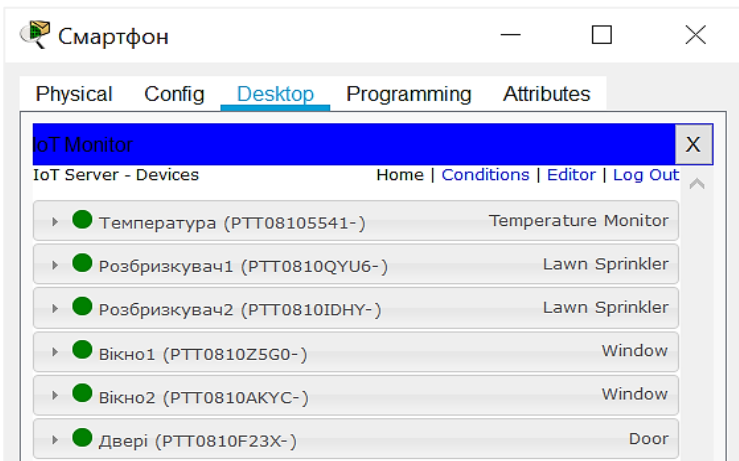 Смартфон
Physical Config Desktop Programming Attributes
IoT Monitor X
IoT Server - Devices Home | Conditions | Editor | Log Out
Температура (PTT08105541-) Temperature Monitor
Розбризкувач1 (PTT0810QYU6-) Lawn Sprinkler
Розбризкувач2 (PTT0810IDHY-) Lawn Sprinkler
Вікно1 (PTT0810Z5G0-) Window
Вікно2 (PTT0810AKYC-) Window
Двері (PTT0810F23X-) Door